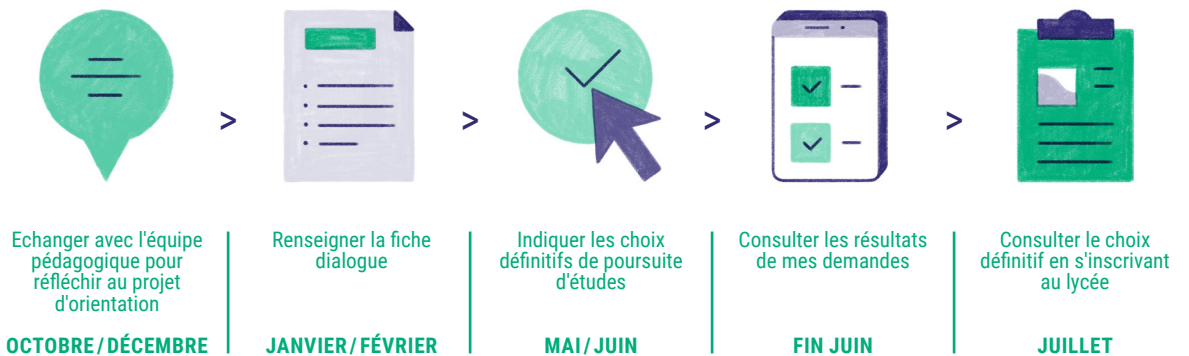 >
>
>
>
Echanger avec l'équipe
pédagogique pour
réfléchir au projet
d'orientation
OCTOBRE/DÉCEMBRE
Renseigner la fiche
dialogue
JANVIER/FÉVRIER
Indiquer les choix
définitifs de poursuite
d'études
MAI/JUIN
Consulter les résultats
de mes demandes
FIN JUIN
Consulter le choix
définitif en s'inscrivant
au lycée
JUILLET